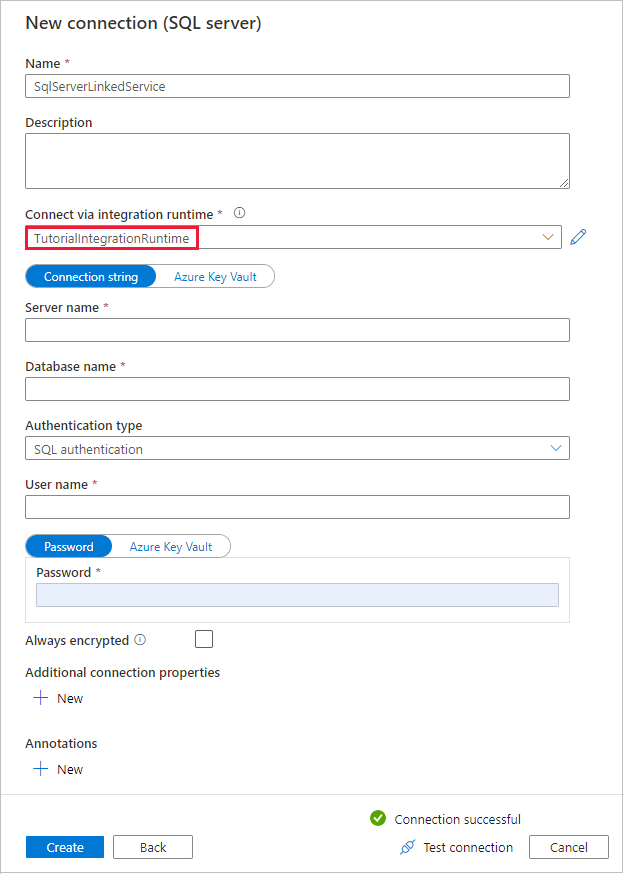 New connection (SQL server)
Name *
SqlServerLinkedService
Description
Connect via integration runtime *
TutorialIntegrationRuntime
Connection string Azure Key Vault
Server name *
Database name *
Authentication type
SQL authentication
User name *
Password Azure Key Vault
Password *
Always encrypted
Additional connection properties
New
Annotations
New
Connection successful
Create Back Test connection Cancel